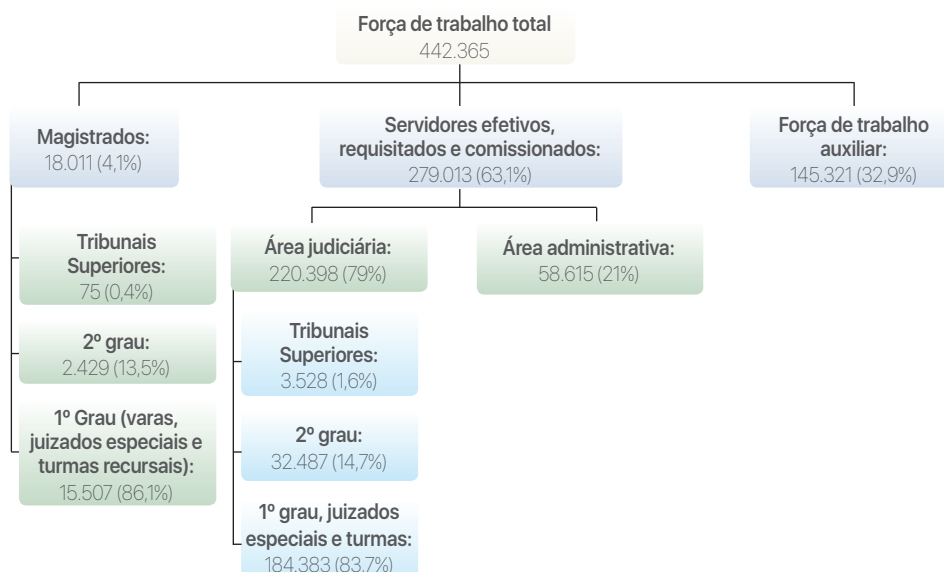 Força de trabalho total
442.365
Magistrados:
18.011 (4,1%)
Servidores efetivos,
requisitados e comissionados:
279.013 (63,1%)
Força de trabalho
auxiliar:
145.321 (32,9%)
Tribunais
Superiores:
75 (0,4%)
2º grau:
2.429 (13,5%)
1º Grau (varas,
juizados especiais e
turmas recursais):
15.507 (86,1%)
Área judiciária:
220.398 (79%)
Tribunais
Superiores:
3.528 (1,6%)
2º grau:
32.487 (14,7%)
1º grau, juizados
especiais e turmas:
184.383 (83,7%)
Área administrativa:
58.615 (21%)